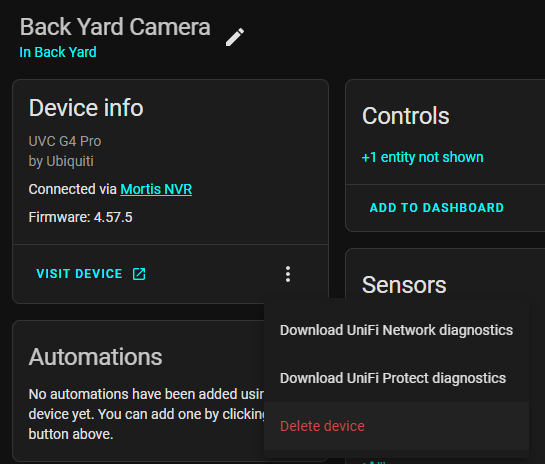 Back Yard Camera
In Back Yard
Device info
UVC G4 Pro
by Ubiquiti
Connected via Mortis NVR
Firmware: 4.57.5
VISIT DEVICE
Controls
+1 entity not shown
ADD TO DASHBOARD
Sensors
Download UniFi Network diagnostics
Download UniFi Protect diagnostics
Delete device
Automations
No automations have been added usin
device yet. You can add one by clicking
button above.